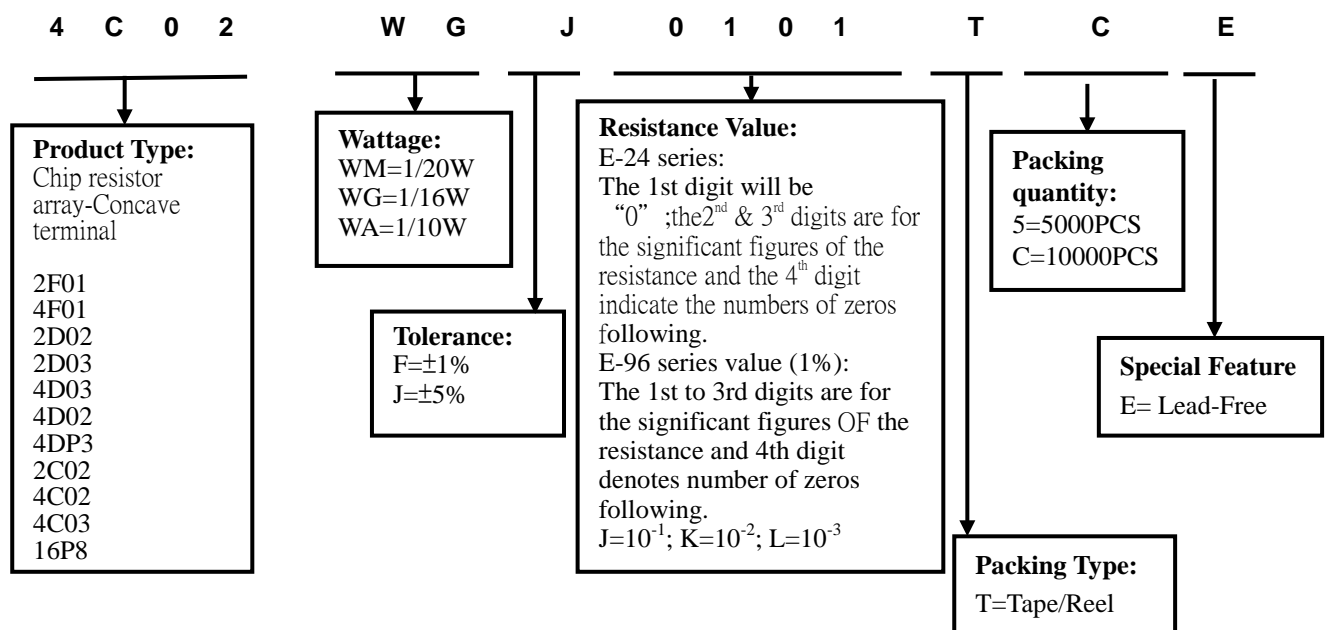 4 C 0 2 W G J 0 1 0 1 T C E
Product Type:
Chip resistor
array-Concave
terminal
2F01
4F01
2D02
2D03
4D03
4D02
4DP3
2C02
4C02
4C03
16P8
Wattage:
WM=1/20W
WG=1/16W
WA=1/10W
Tolerance:
F=±1%
J=±5%
Resistance Value:
E-24 series:
The 1st digit will be
“0” ;the2nd & 3rd digits are for
the significant figures of the
resistance and the 4th digit
indicate the numbers of zeros
following.
E-96 series value (1%):
The 1st to 3rd digits are for
the significant figures OF the
resistance and 4th digit
denotes number of zeros
following.
J=10-1; K=10-2; L=10-3
Packing Type:
T=Tape/Reel
Packing
quantity:
5=5000PCS
C=10000PCS
Special Feature
E= Lead-Free